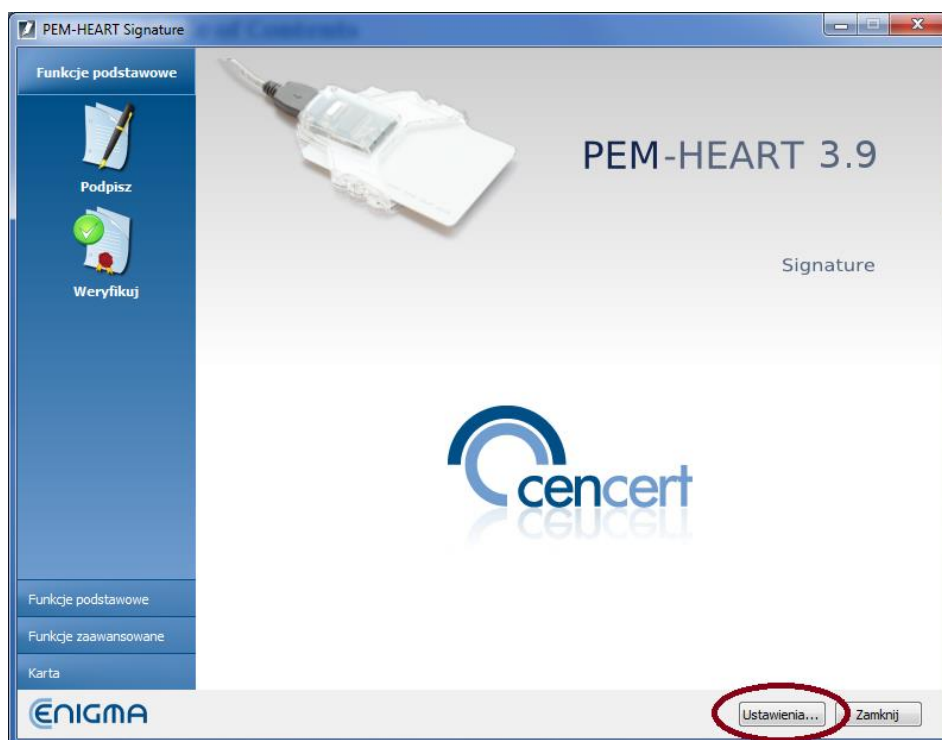 PEM-HEART Signature
Funkcje podstawowe
Podpisz
Weryfikuj
PEM-HEART 3.9
Signature
cencert
Funkcje podstawowe
Funkcje zaawansowane
Karta
ENIGMA
Ustawienia...
Zamknij